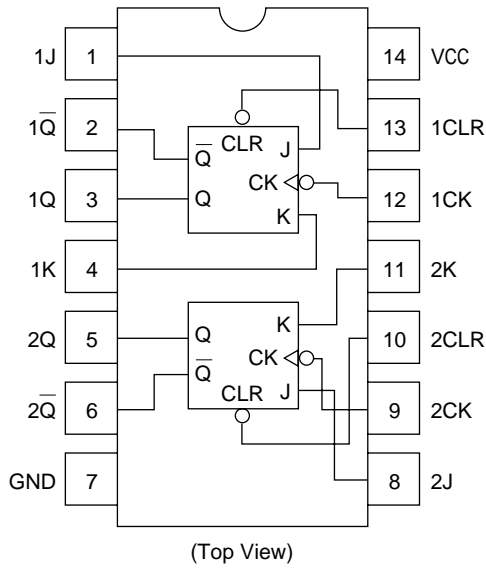 1J 1 14 VCC
1Q̅ 2 13 1CLR
CLR
Q̅ J
1Q 3 Q CK 12 1CK
K
1K 4 11 2K
2Q 5 Q K 10 2CLR
Q̅ CK
2Q̅ 6 CLR J 9 2CK
GND 7 8 2J
(Top View)